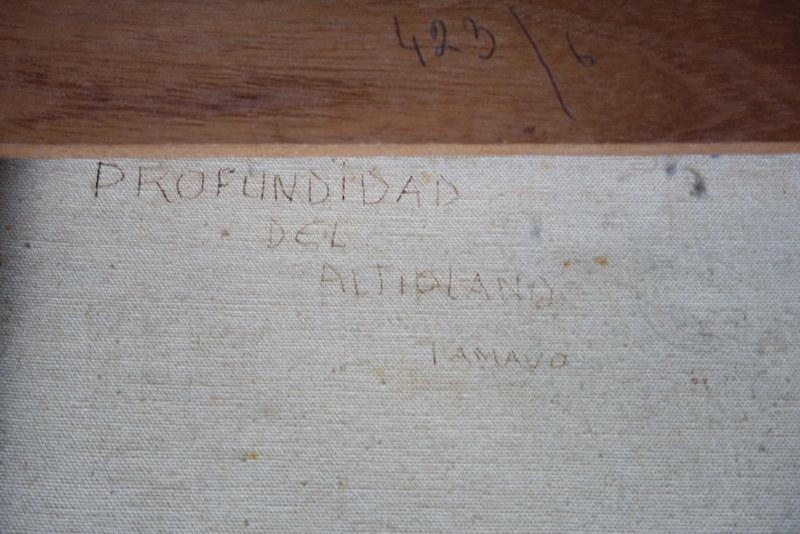 423\6
PROFUNDIDAD
DEL
ALTIPLANO
TAMAYO